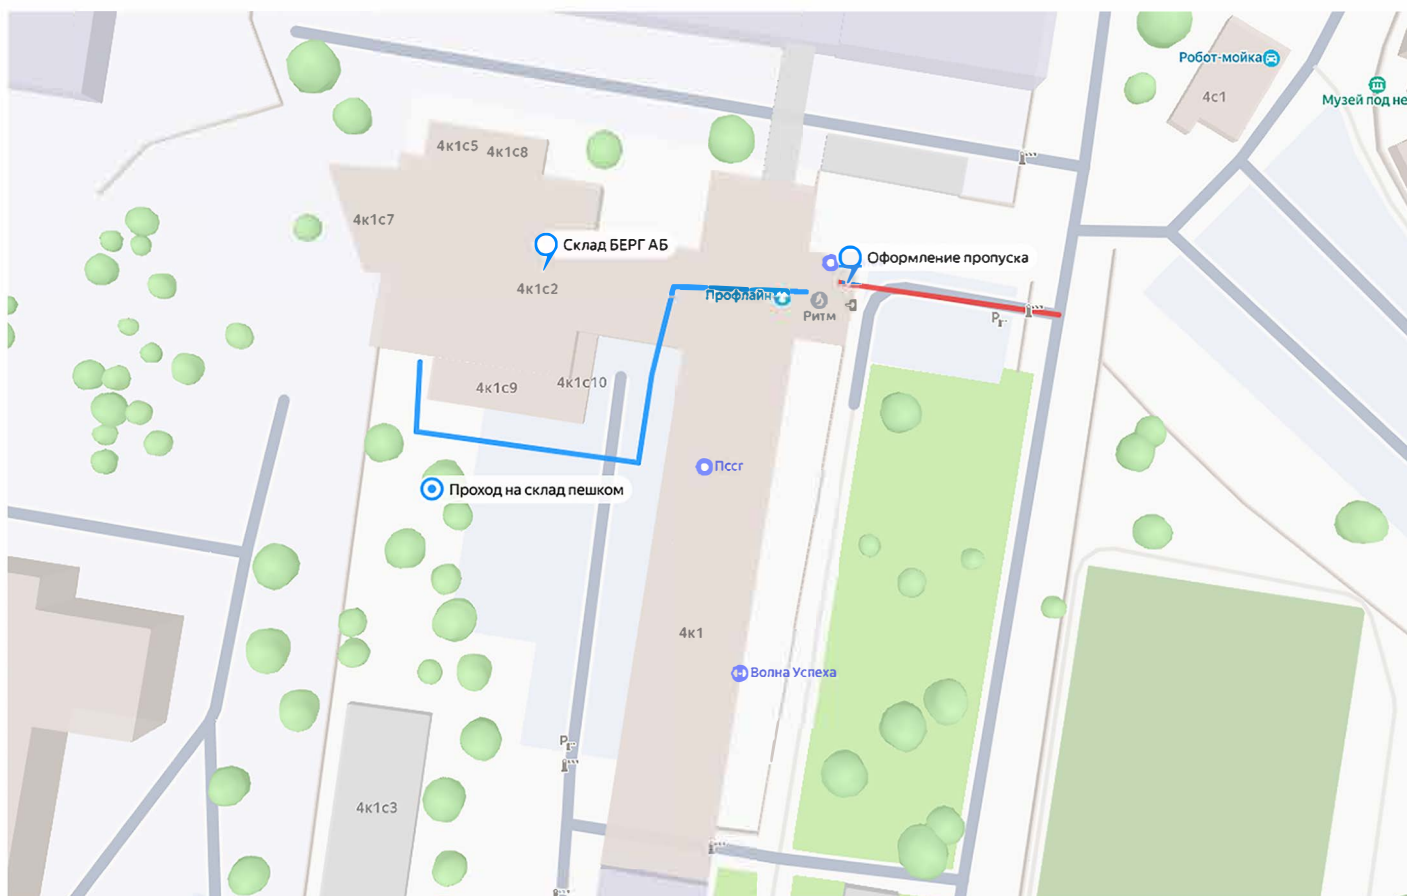 Робот-мойка
4с1
Музей под не
4к1с5
4к1с8
4к1с7
Склад БЕРГ АБ
Оформление пропуска
4к1с2
Профлайн
Ритм
P
4к1с9
4к1с10
Пссг
Проход на склад пешком
4к1
Волна Успеха
P
4к1с3